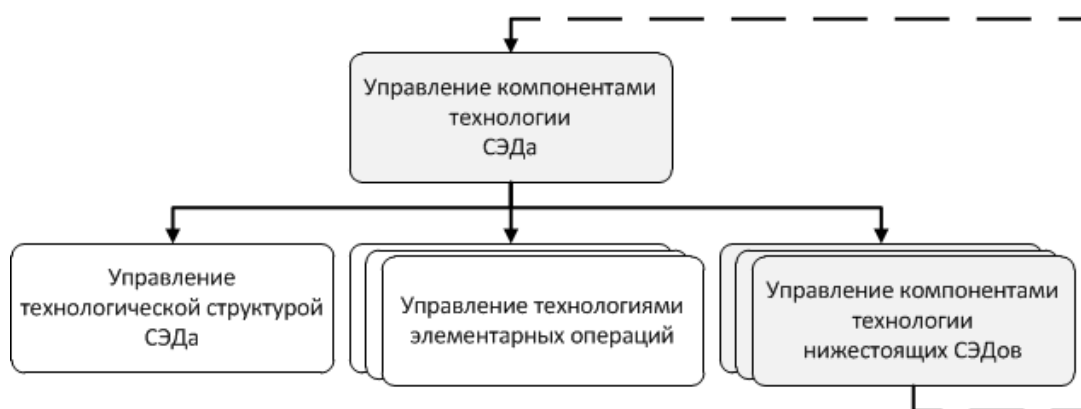 Управление компонентами
технологии
СЭДа
Управление
технологической структурой
СЭДа
Управление технологиями
элементарных операций
Управление компонентами
технологии
нижестоящих СЭДов